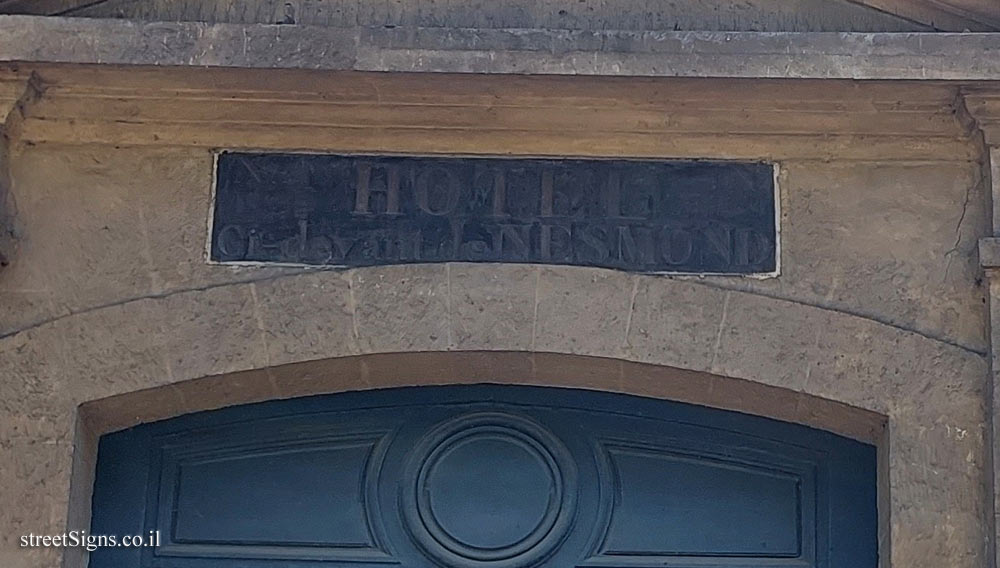 HOTEL
Ci-devant de NESMOND
streetSigns.co.il